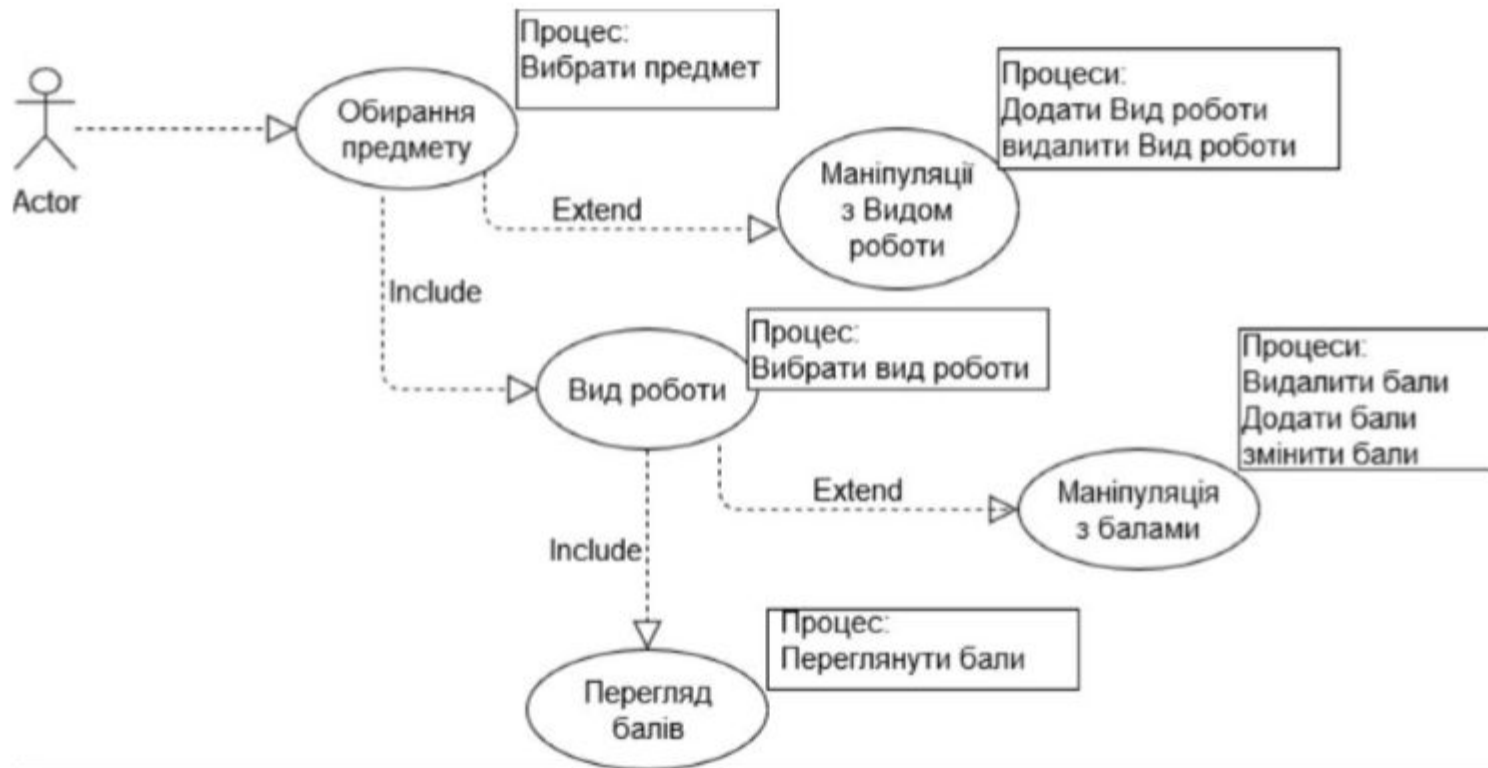 Процес:
Вибрати предмет
Обирання
предмету
Actor
Процеси:
Додати Вид роботи
видалити Вид роботи
Маніпуляції
з Видом
роботи
Extend
Include
Процес:
Вибрати вид роботи
Вид роботи
Процеси:
Видалити бали
Додати бали
змінити бали
Extend
Маніпуляція
з балами
Include
Процес:
Переглянути бали
Перегляд
балів